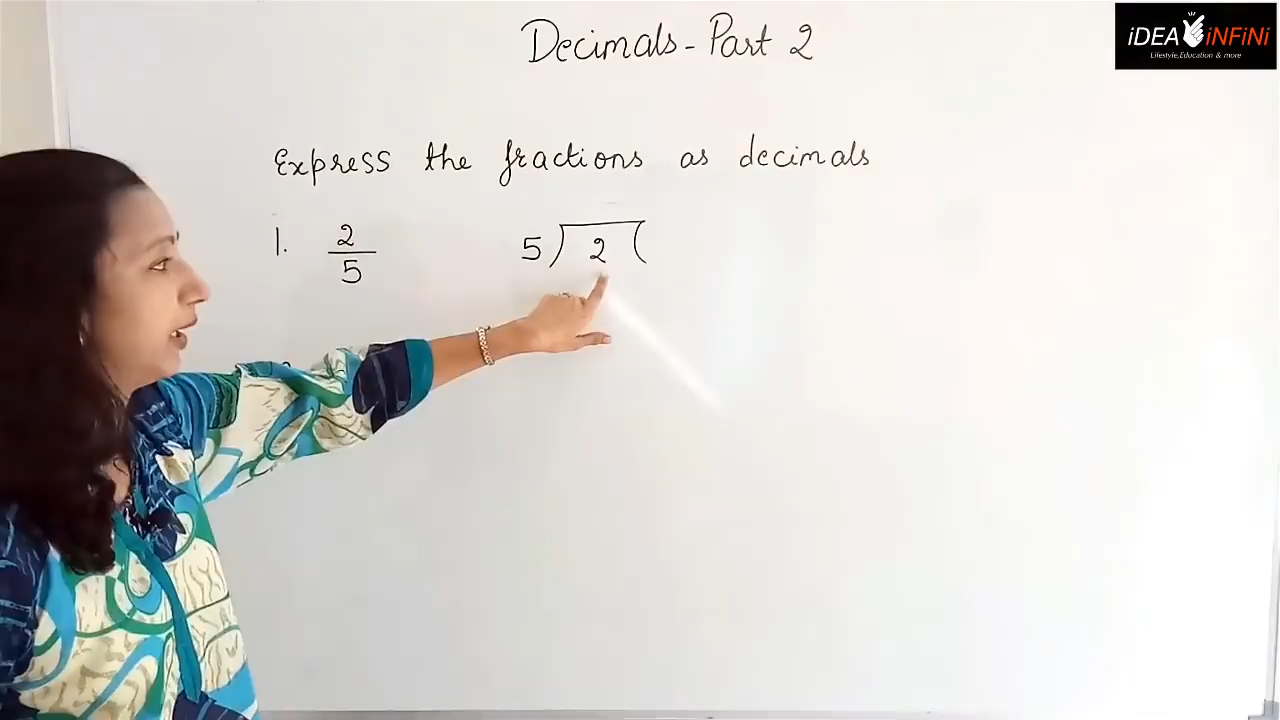 Decimals - Part 2
iDEA iNFiNi
Lifestyle,Education & more
Express the fractions as decimals
1. 2/5
5) 2 (